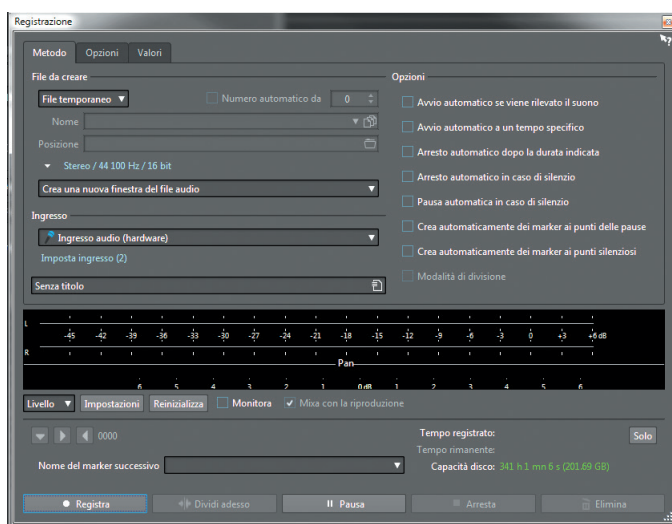 Registrazione
Metodo Opzioni Valori
File da creare
File temporaneo
Numero automatico da 0
Nome
Posizione
Stereo / 44 100 Hz / 16 bit
Crea una nuova finestra del file audio
Ingresso
Ingresso audio (hardware)
Imposta ingresso (2)
Senza titolo
Opzioni
Avvio automatico se viene rilevato il suono
Avvio automatico a un tempo specifico
Arresto automatico dopo la durata indicata
Arresto automatico in caso di silenzio
Pausa automatica in caso di silenzio
Crea automaticamente dei marker ai punti delle pause
Crea automaticamente dei marker ai punti silenziosi
Modalità di divisione
L
-45 -42 -39 -36 -33 -30 -27 -24 -21 -18 -15 -12 -9 -6 -3 0 +3 +6 dB
R
Pan
6 5 4 3 2 1 0 dB 1 2 3 4 5 6
Livello Impostazioni Reinizializza Monitora Mixa con la riproduzione
0000
Nome del marker successivo
Tempo registrato:
Tempo rimanente:
Capacità disco: 341 h 1 mn 6 s (201.69 GB)
Solo
Registra Dividi adesso Pausa Arresta Elimina